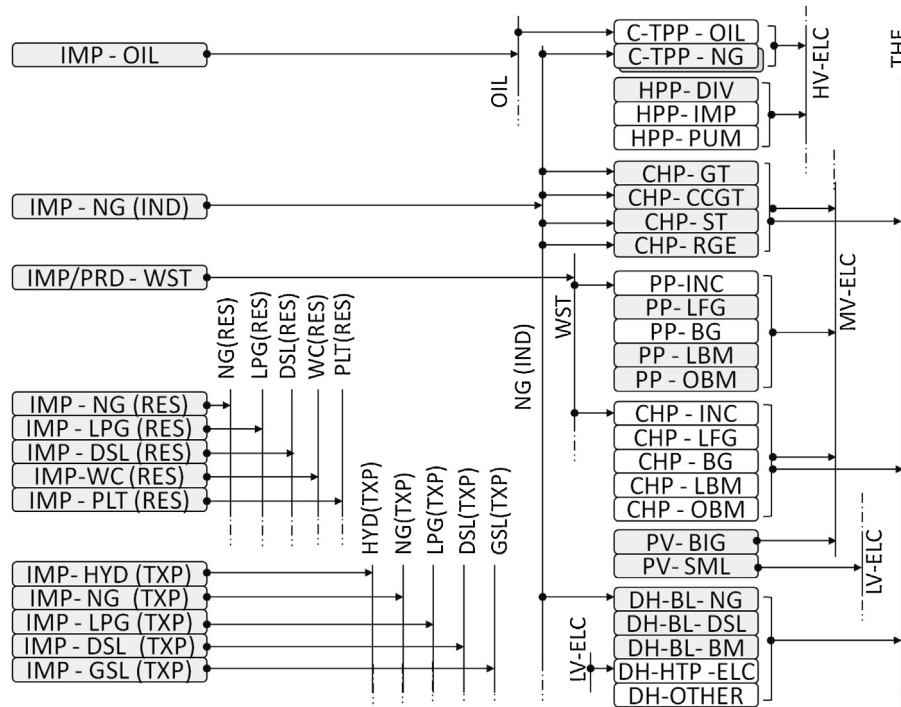 IMP - OIL
IMP - NG (IND)
IMP/PRD - WST
NG(RES)
LPG(RES)
DSL(RES)
WC(RES)
PLT(RES)
IMP - NG (RES)
IMP - LPG (RES)
IMP - DSL (RES)
IMP-WC (RES)
IMP - PLT (RES)
HYD(TXP)
NG(TXP)
LPG(TXP)
DSL(TXP)
GSL(TXP)
IMP- HYD (TXP)
IMP- NG (TXP)
IMP - LPG (TXP)
IMP - DSL (TXP)
IMP - GSL (TXP)
OIL
NG (IND)
WST
LV-ELC
C-TPP - OIL
C-TPP - NG
HPP- DIV
HPP- IMP
HPP- PUM
CHP- GT
CHP- CCGT
CHP- ST
CHP- RGE
PP-INC
PP- LFG
PP- BG
PP - LBM
PP - OBM
CHP - INC
CHP - LFG
CHP - BG
CHP - LBM
CHP - OBM
PV- BIG
PV- SML
DH-BL- NG
DH-BL- DSL
DH-BL- BM
DH-HTP -ELC
DH-OTHER
HV-ELC
MV-ELC
LV-ELC